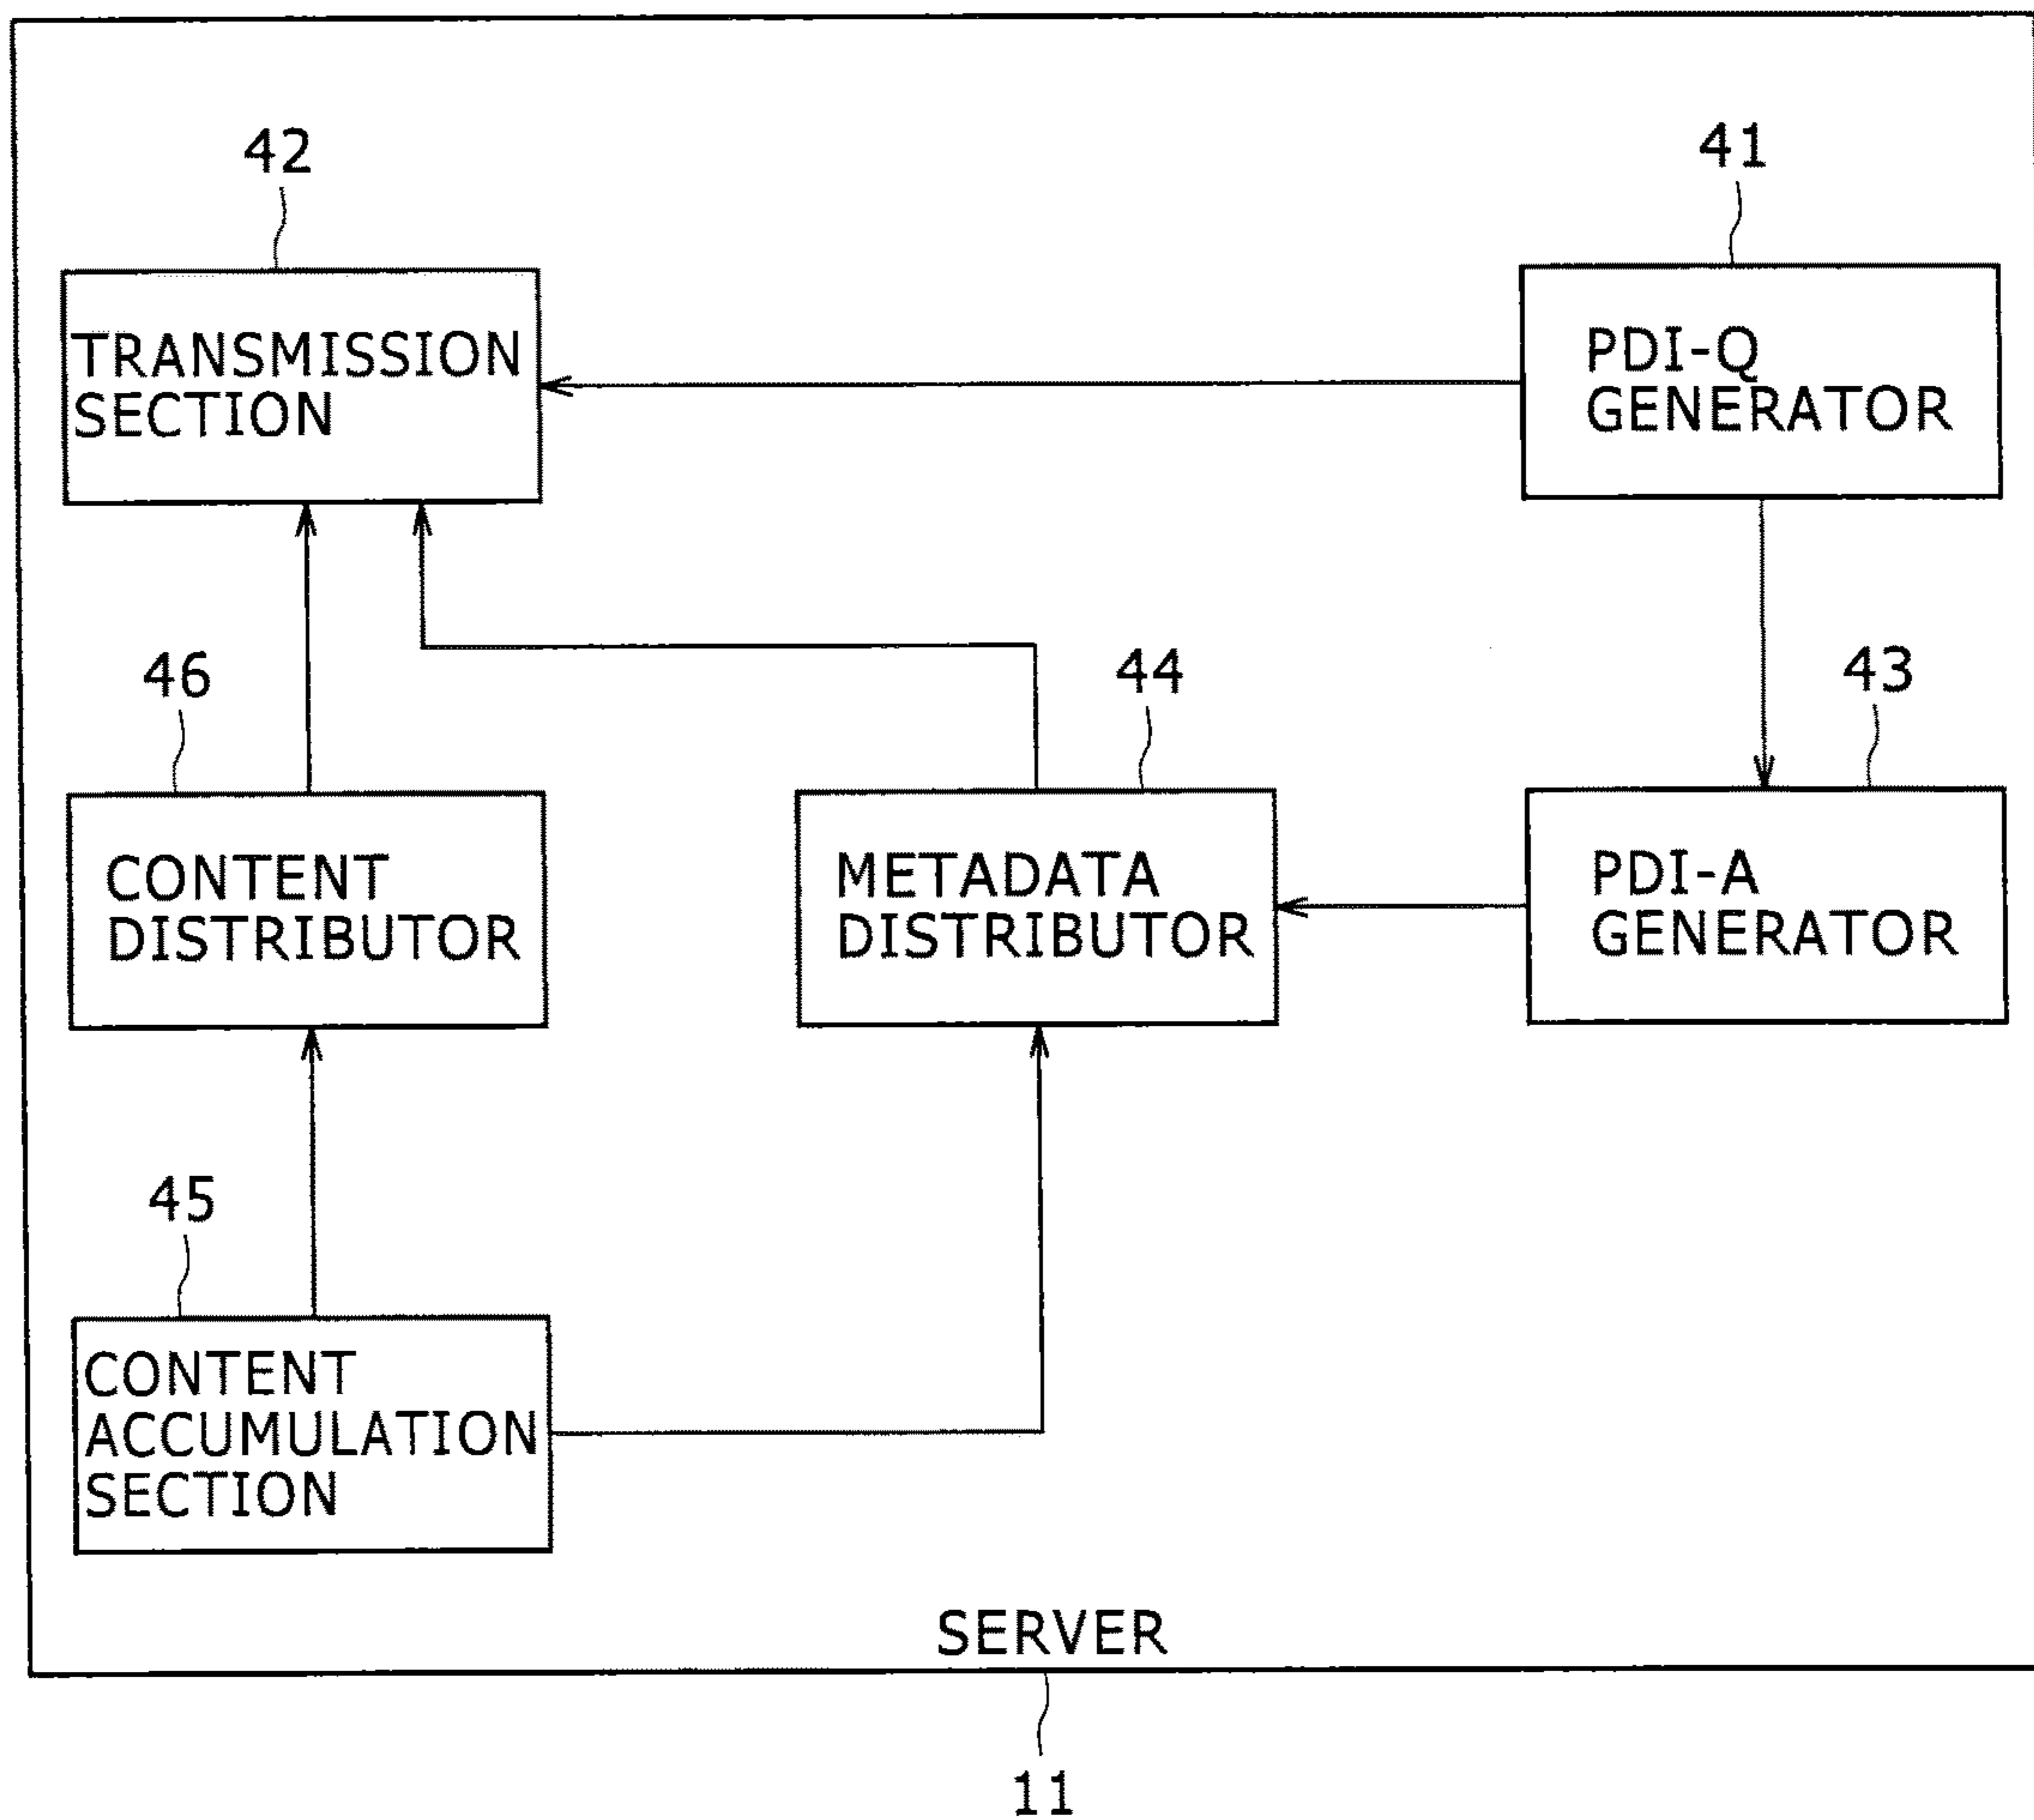 42
41
TRANSMISSION
SECTION
PDI-Q
GENERATOR
46
44
43
CONTENT
DISTRIBUTOR
METADATA
DISTRIBUTOR
PDI-A
GENERATOR
45
CONTENT
ACCUMULATION
SECTION
SERVER
11